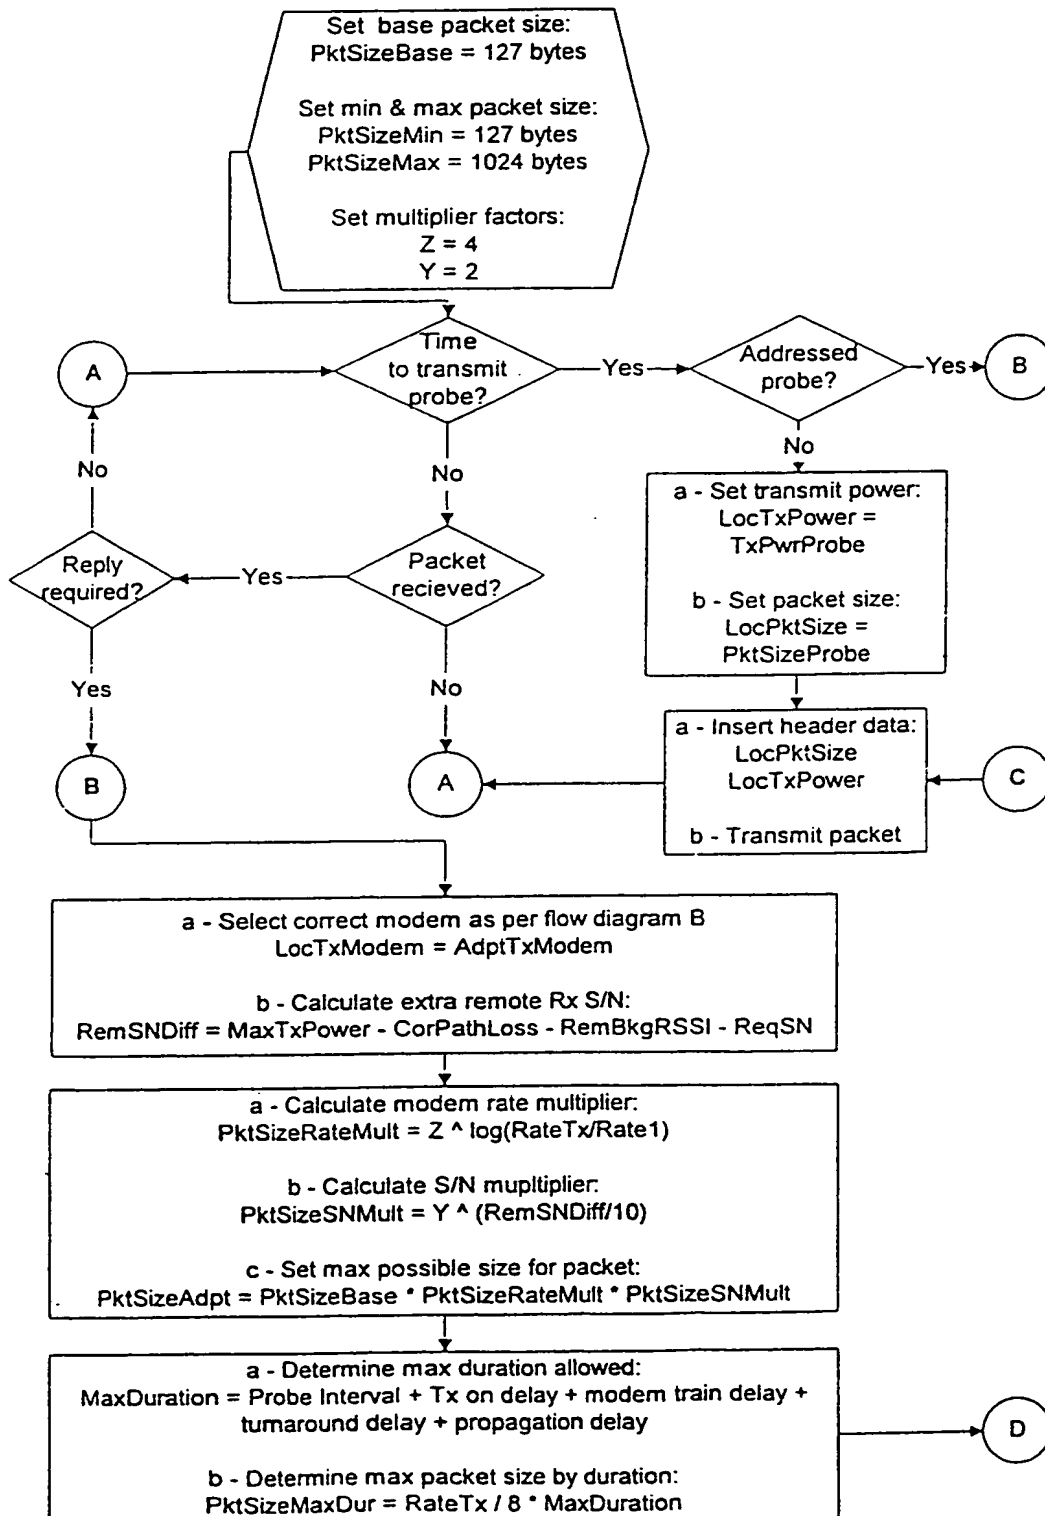 Set base packet size:
PktSizeBase = 127 bytes
Set min & max packet size:
PktSizeMin = 127 bytes
PktSizeMax = 1024 bytes
Set multiplier factors:
Z = 4
Y = 2
A
Time
to transmit
probe?
Yes
Addressed
probe?
Yes
B
No
No
No
a - Set transmit power:
LocTxPower =
TxPwrProbe
b - Set packet size:
LocPktSize =
PktSizeProbe
Reply
required?
Yes
Packet
recieved?
Yes
No
B
A
a - Insert header data:
LocPktSize
LocTxPower
b - Transmit packet
C
a - Select correct modem as per flow diagram B
LocTxModem = AdptTxModem
b - Calculate extra remote Rx S/N:
RemSNDiff = MaxTxPower - CorPathLoss - RemBkgRSSI - ReqSN
a - Calculate modem rate multiplier:
PktSizeRateMult = Z ^ log(RateTx/Rate1)
b - Calculate S/N mupltiplier:
PktSizeSNMult = Y ^ (RemSNDiff/10)
c - Set max possible size for packet:
PktSizeAdpt = PktSizeBase * PktSizeRateMult * PktSizeSNMult
a - Determine max duration allowed:
MaxDuration = Probe Interval + Tx on delay + modem train delay +
turnaround delay + propagation delay
b - Determine max packet size by duration:
PktSizeMaxDur = RateTx / 8 * MaxDuration
D